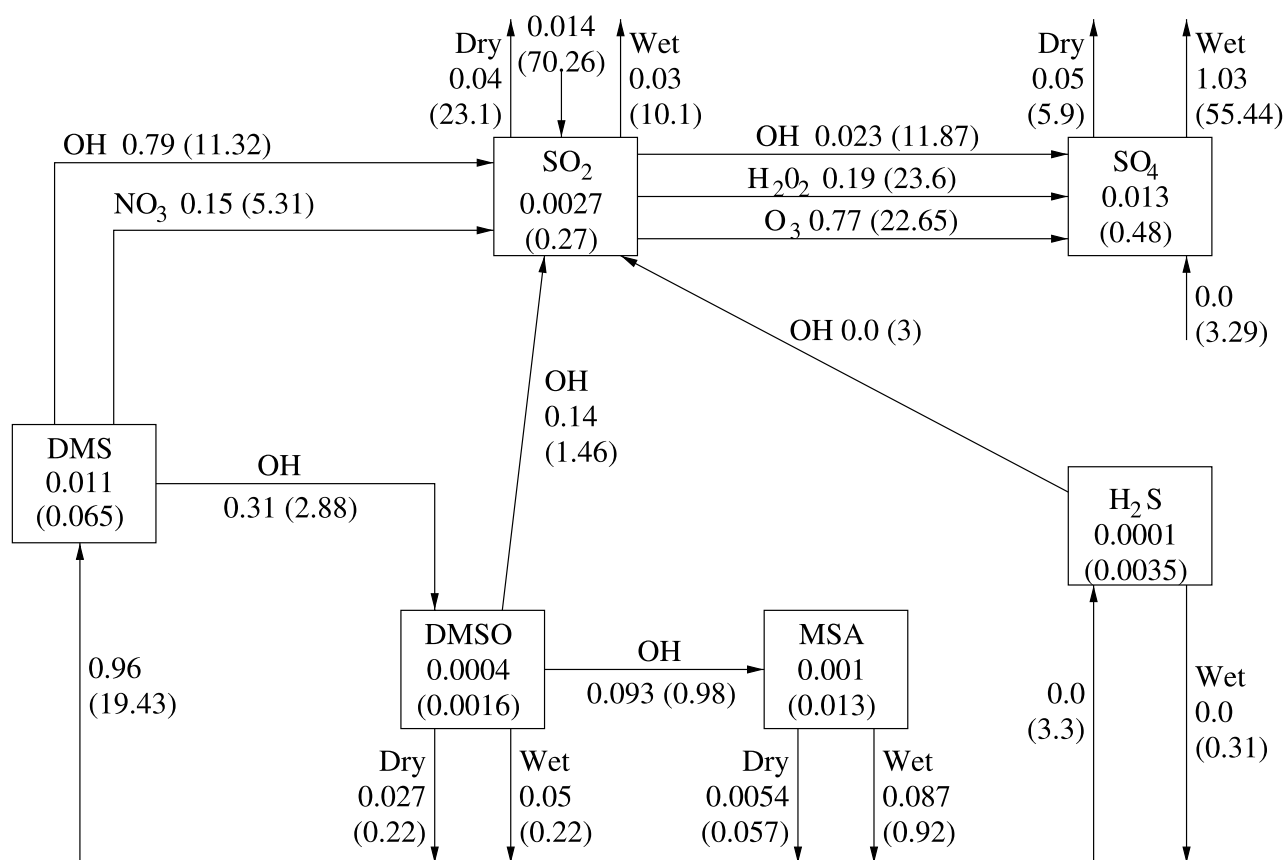 Dry
0.04
(23.1)
0.014
(70.26)
Wet
0.03
(10.1)
Dry
0.05
(5.9)
Wet
1.03
(55.44)
OH 0.79 (11.32)
NO3 0.15 (5.31)
SO2
0.0027
(0.27)
OH 0.023 (11.87)
H202 0.19 (23.6)
O3 0.77 (22.65)
SO4
0.013
(0.48)
0.0
(3.29)
OH 0.0 (3)
OH
0.14
(1.46)
DMS
0.011
(0.065)
OH
0.31 (2.88)
H2S
0.0001
(0.0035)
DMSO
0.0004
(0.0016)
OH
0.093 (0.98)
MSA
0.001
(0.013)
0.96
(19.43)
Dry
0.027
(0.22)
Wet
0.05
(0.22)
Dry
0.0054
(0.057)
Wet
0.087
(0.92)
0.0
(3.3)
Wet
0.0
(0.31)